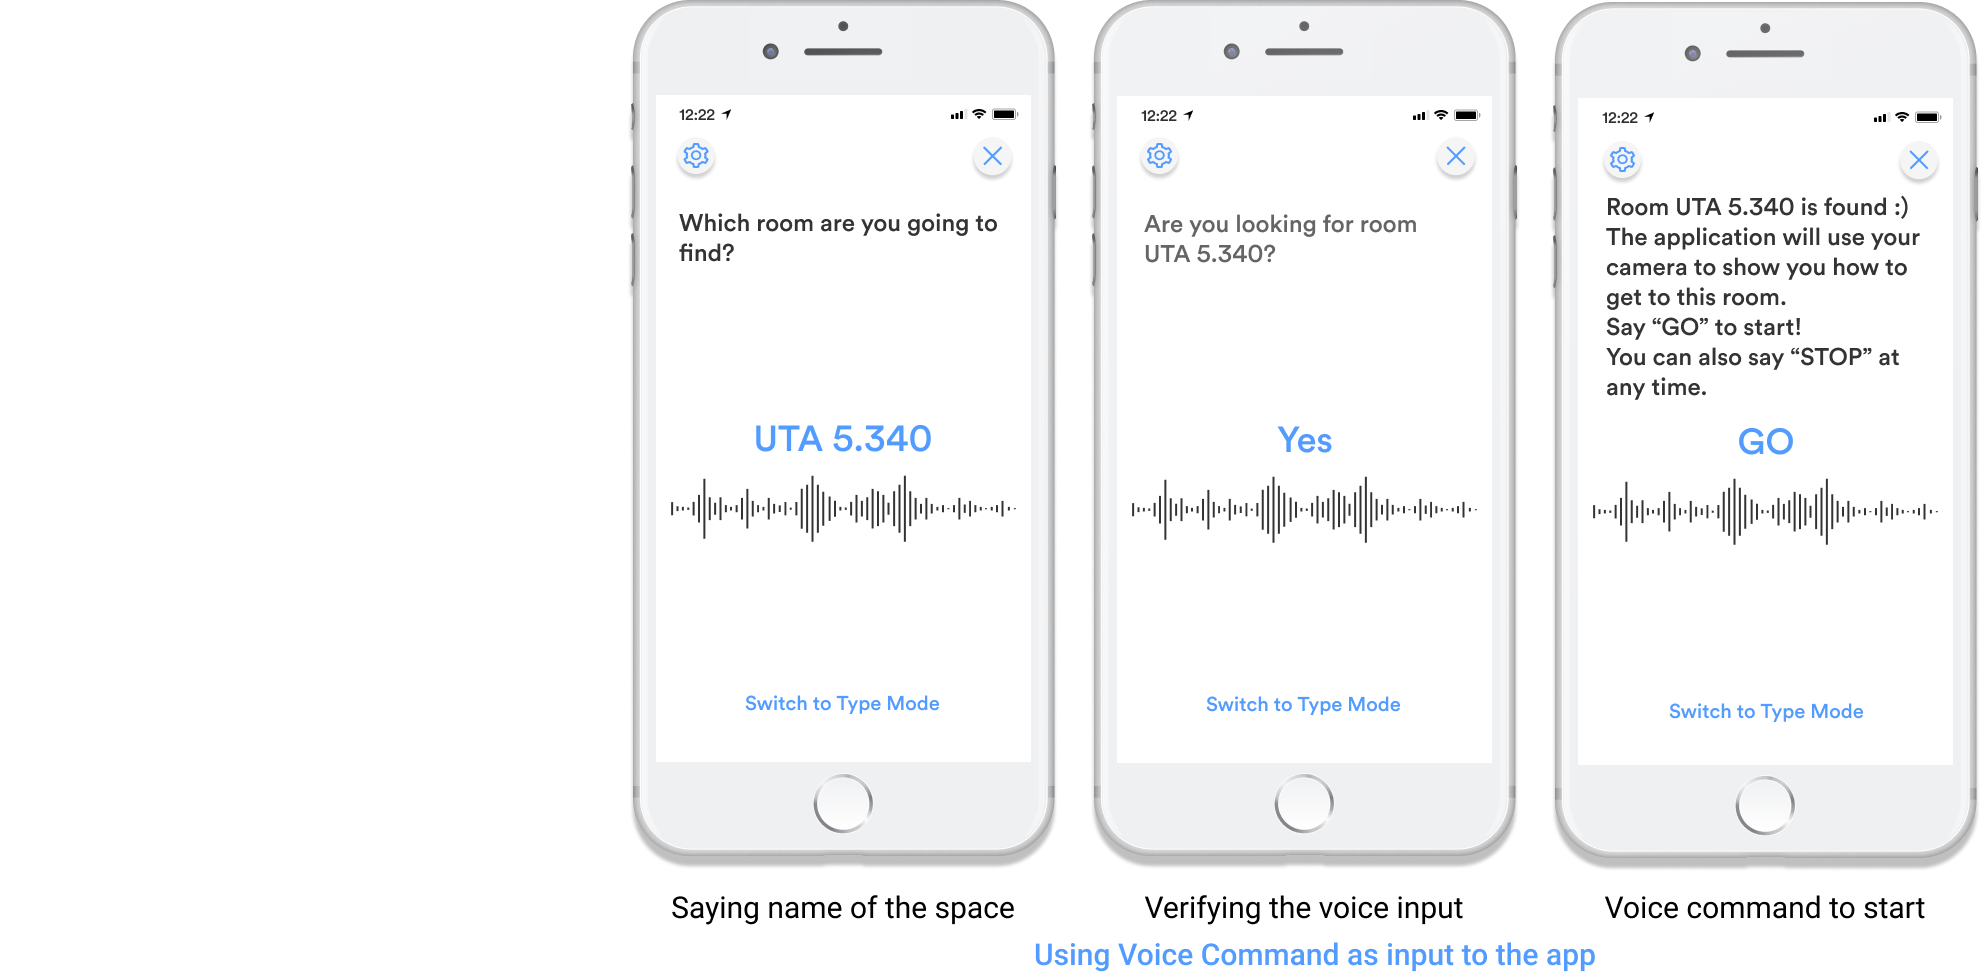 12:22
Which room are you going to
find?
UTA 5.340
Switch to Type Mode
Saying name of the space
12:22
Are you looking for room
UTA 5.340?
Yes
Switch to Type Mode
Verifying the voice input
12:22
Room UTA 5.340 is found :)
The application will use your
camera to show you how to
get to this room.
Say “GO” to start!
You can also say “STOP” at
any time.
GO
Switch to Type Mode
Voice command to start
Using Voice Command as input to the app